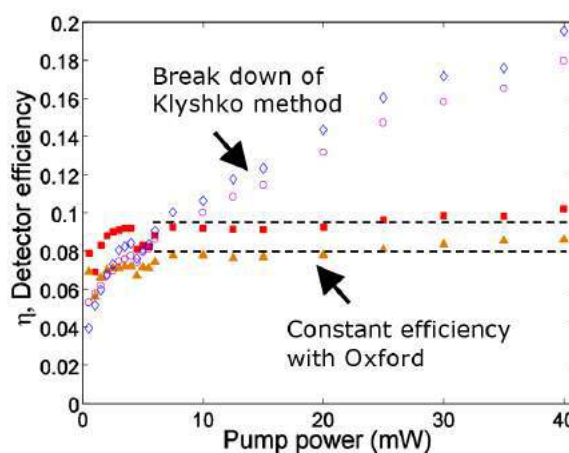 0.2
0.18
0.16
0.14
0.12
0.1
0.08
0.06
0.04
0.02
0
η, Detector efficiency
Break down of
Klyshko method
Constant efficiency
with Oxford
0
10
20
30
40
Pump power (mW)